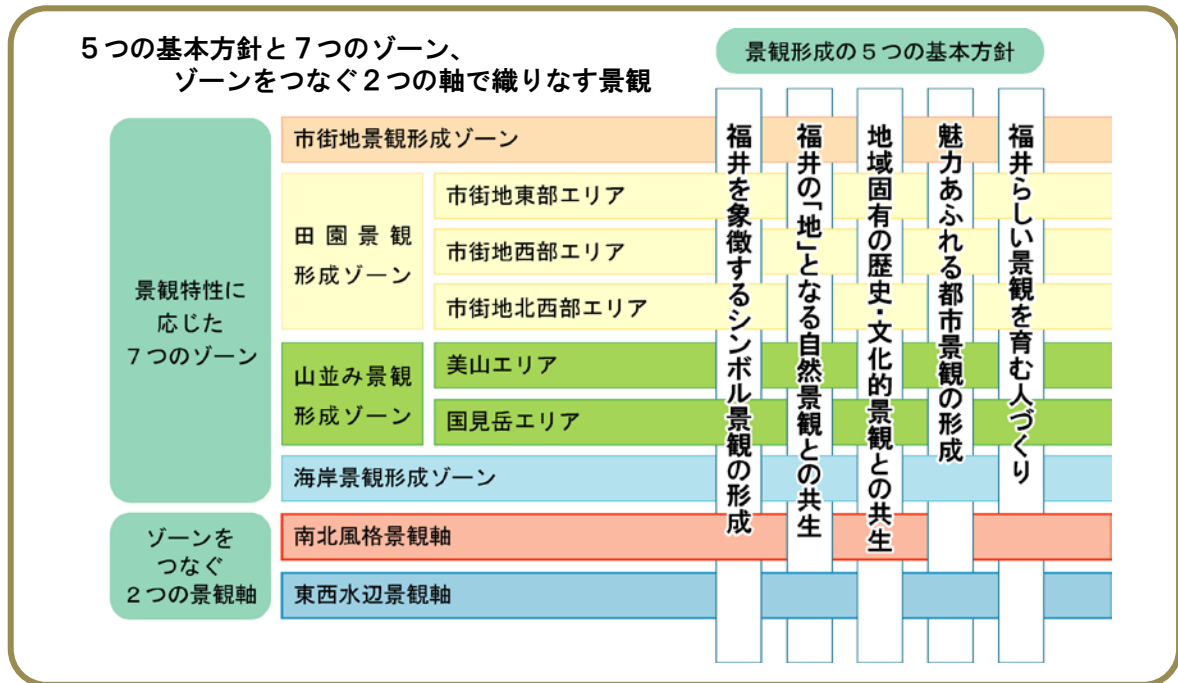 ５つの基本方針と７つのゾーン、
ゾーンをつなぐ２つの軸で織りなす景観
景観形成の５つの基本方針
景観特性に
応じた
７つのゾーン
市街地景観形成ゾーン
田園景観
形成ゾーン
市街地東部エリア
市街地西部エリア
市街地北西部エリア
山並み景観
形成ゾーン
美山エリア
国見岳エリア
海岸景観形成ゾーン
ゾーンを
つなぐ
２つの景観軸
南北風格景観軸
東西水辺景観軸
福井を象徴するシンボル景観の形成
福井の「地」となる自然景観との共生
地域固有の歴史・文化的景観との共生
魅力あふれる都市景観の形成
福井らしい景観を育む人づくり